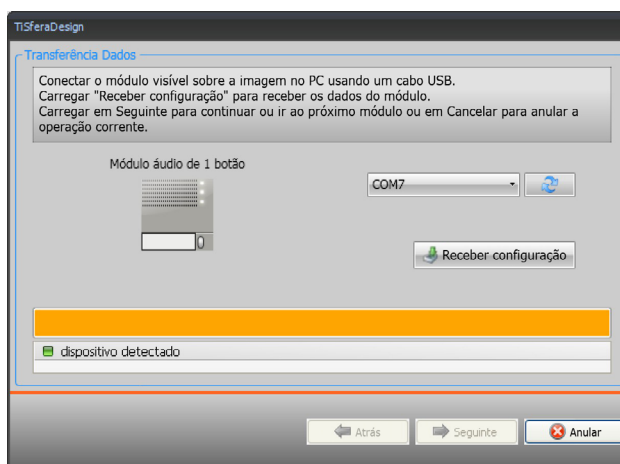 TiSferaDesign
Transferência Dados
Conectar o módulo visível sobre a imagem no PC usando um cabo USB.
Carregar "Receber configuração" para receber os dados do módulo.
Carregar em Seguinte para continuar ou ir ao próximo módulo ou em Cancelar para anular a
operação corrente.
Módulo áudio de 1 botão
COM7
Receber configuração
dispositivo detectado
Atrás
Seguinte
Anular